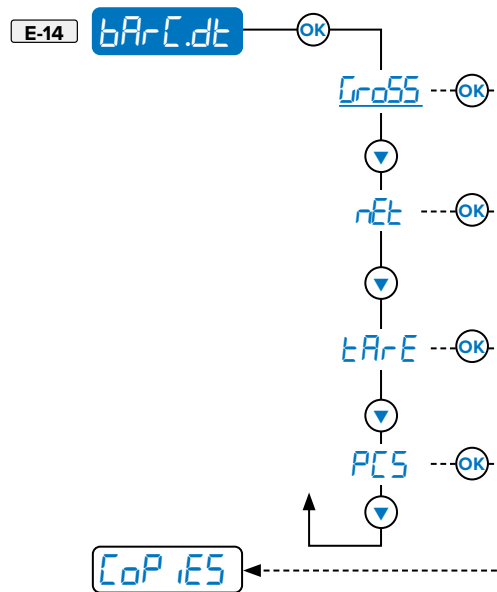 E-14 bArC.dt OK
GroSS OK
nEt OK
tArE OK
PCS OK
CoPiES